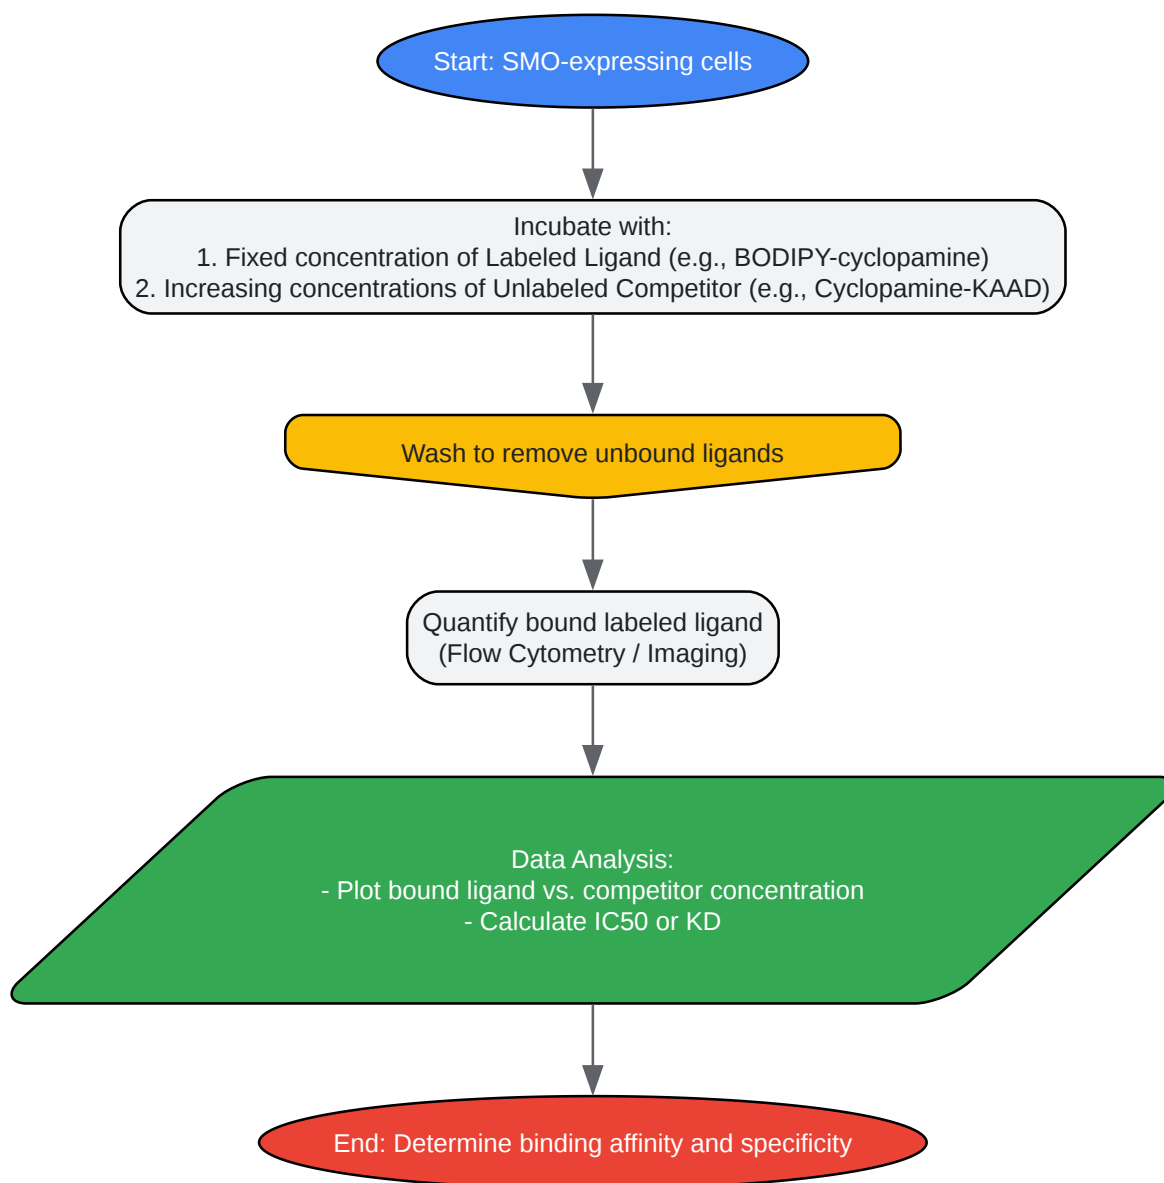 Start: SMO-expressing cells
Incubate with:
1. Fixed concentration of Labeled Ligand (e.g., BODIPY-cyclopamine)
2. Increasing concentrations of Unlabeled Competitor (e.g., Cyclopamine-KAAD)
Wash to remove unbound ligands
Quantify bound labeled ligand
(Flow Cytometry / Imaging)
Data Analysis:
- Plot bound ligand vs. competitor concentration
- Calculate IC50 or KD
End: Determine binding affinity and specificity